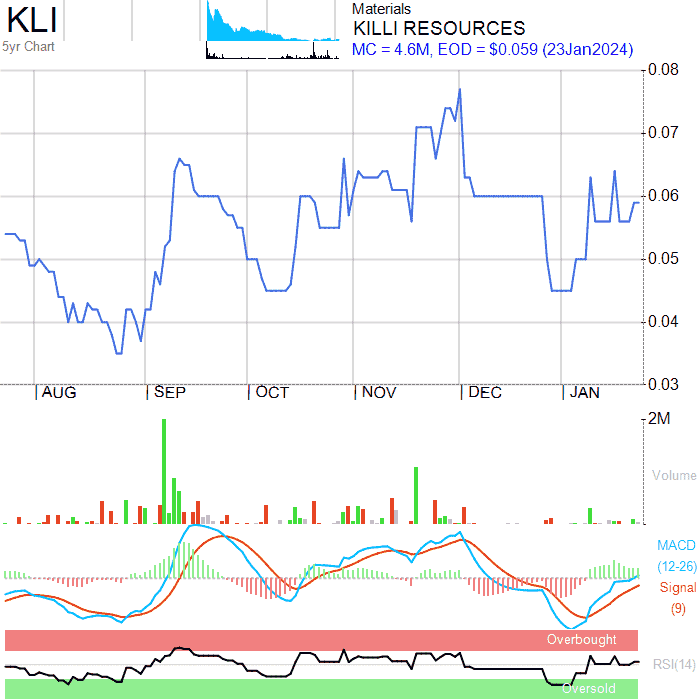 KLI
5yr Chart
Materials
KILLI RESOURCES
MC = 4.6M, EOD = $0.059 (23Jan2024)
0.08
0.07
0.06
0.05
0.04
0.03
AUG SEP OCT NOV DEC JAN
2M
Volume
MACD
(12-26)
Signal
(9)
Overbought
RSI(14)
Oversold